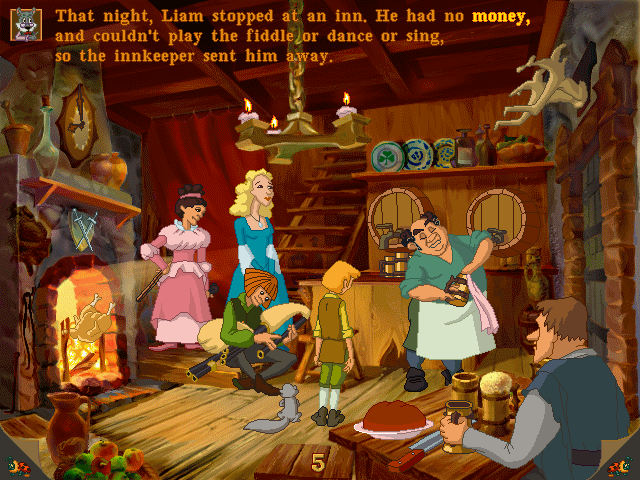 That night, Liam stopped at an inn. He had no money,
and couldn't play the fiddle or dance or sing,
so the innkeeper sent him away.
5